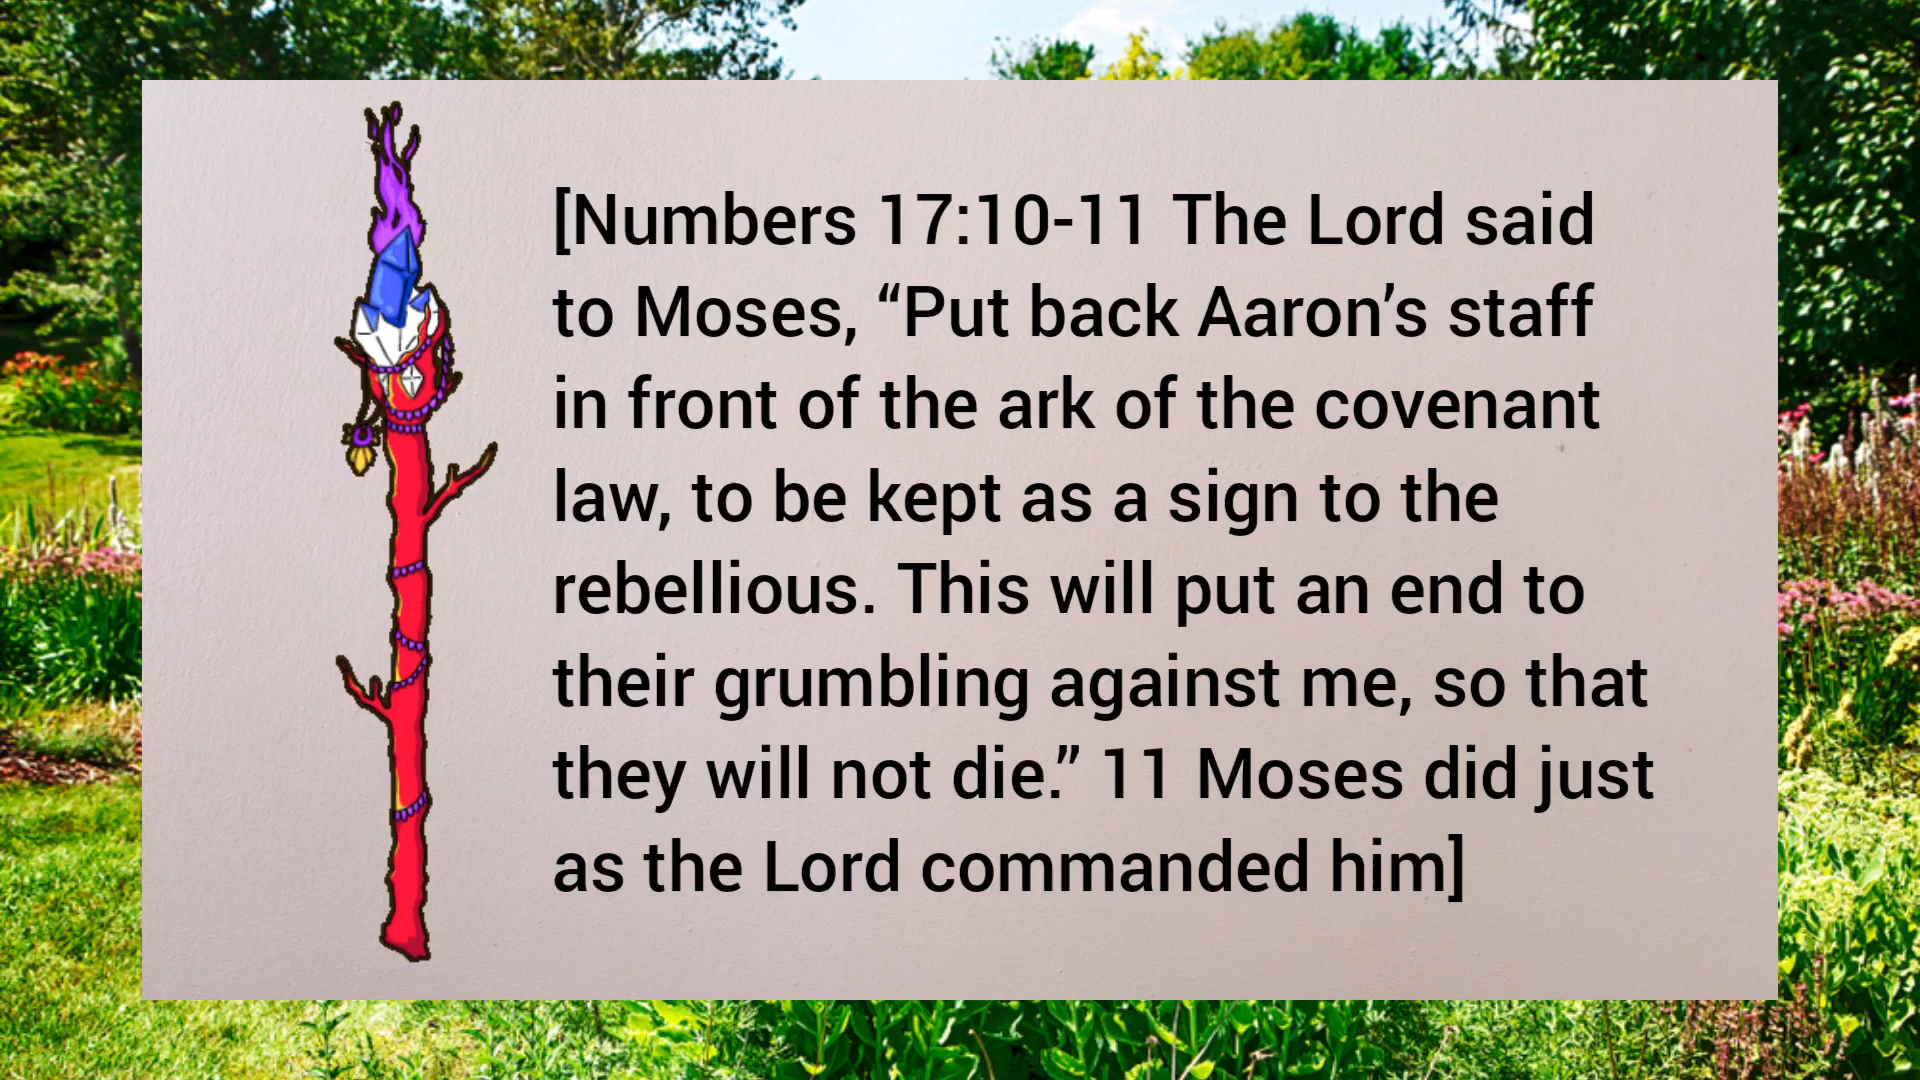 [Numbers 17:10-11 The Lord said
to Moses, “Put back Aaron’s staff
in front of the ark of the covenant
law, to be kept as a sign to the
rebellious. This will put an end to
their grumbling against me, so that
they will not die.” 11 Moses did just
as the Lord commanded him]